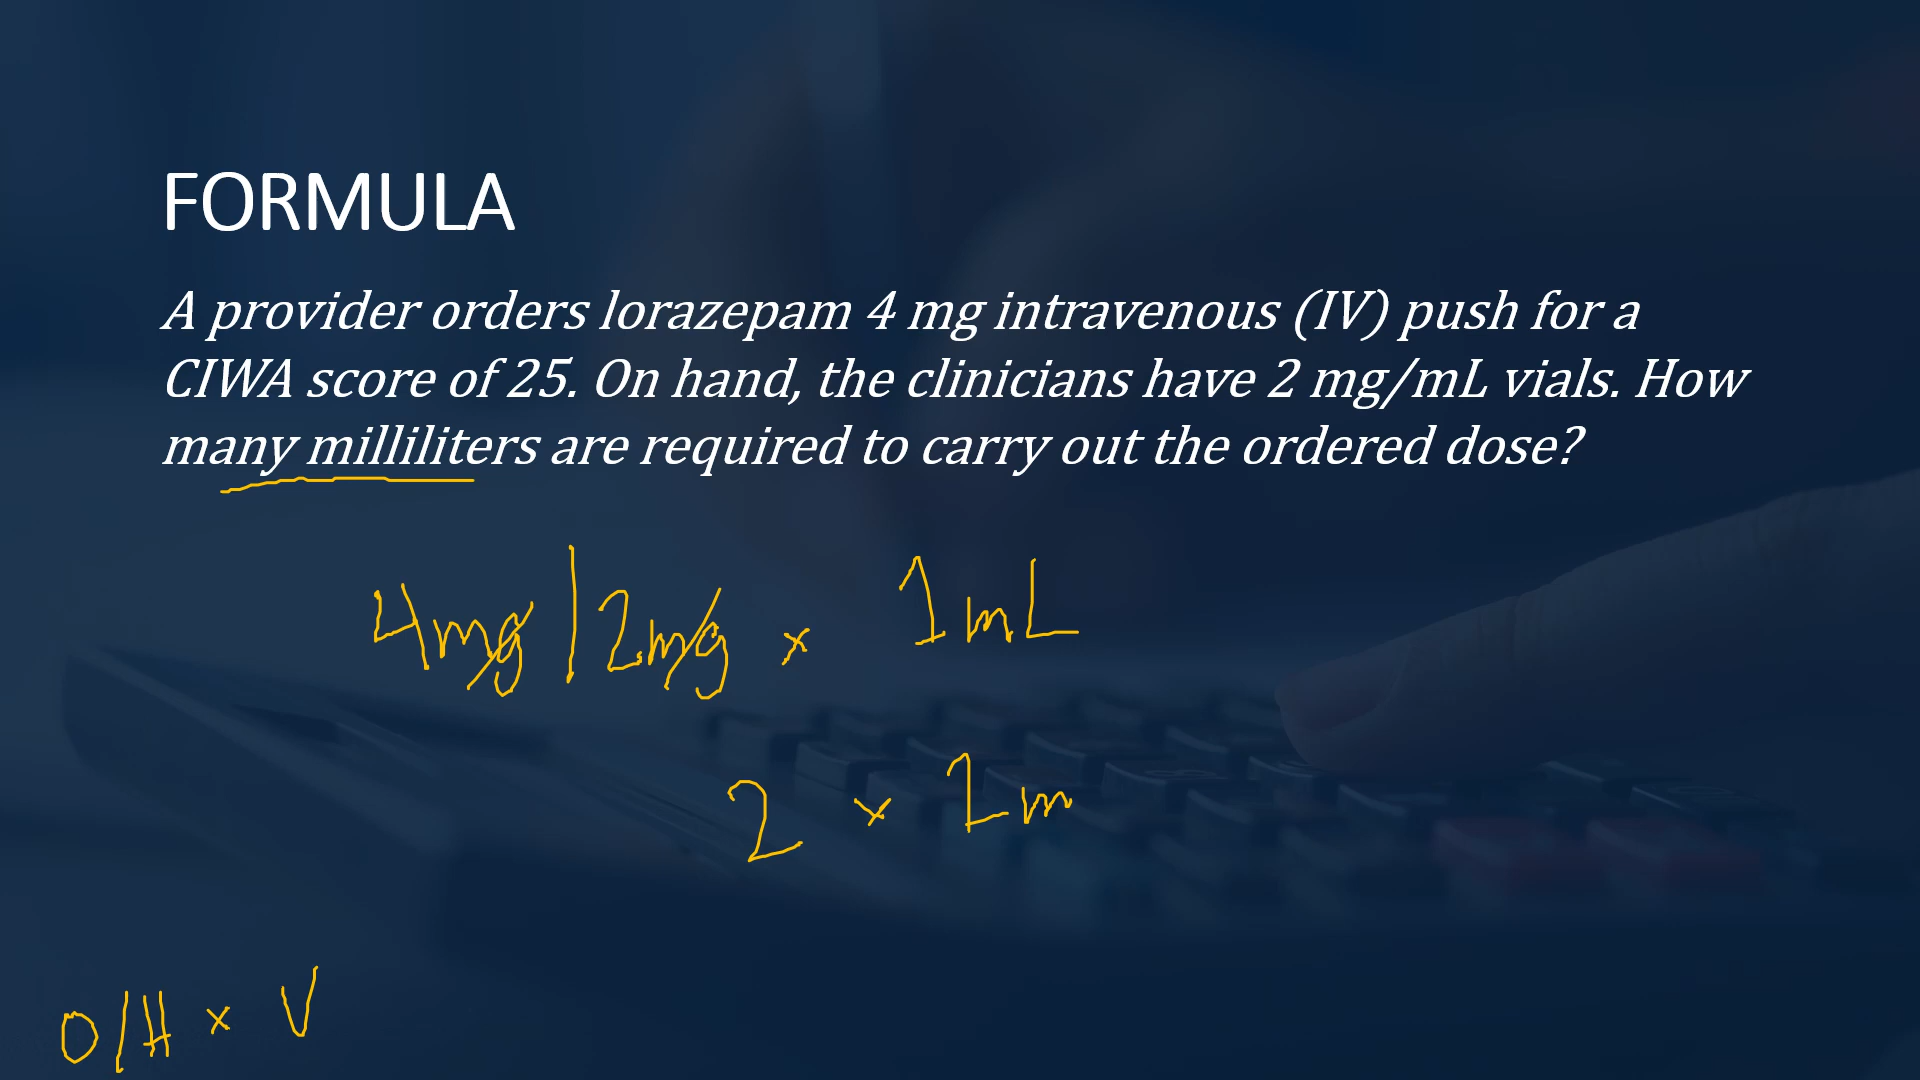 FORMULA
A provider orders lorazepam 4 mg intravenous (IV) push for a
CIWA score of 25. On hand, the clinicians have 2 mg/mL vials. How
many milliliters are required to carry out the ordered dose?
4mg / 2mg × 1mL
2 × 1m
O/H × V